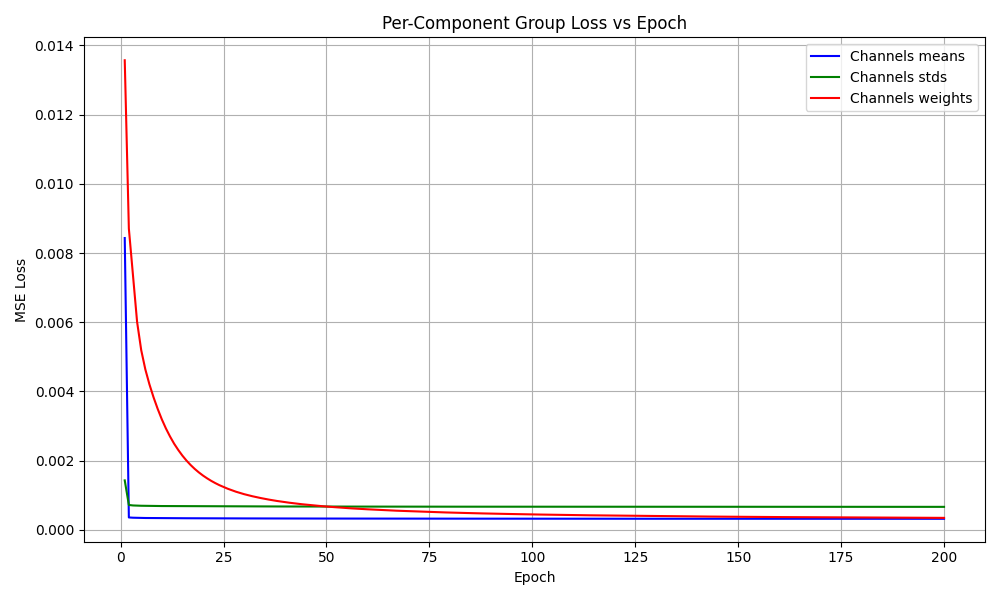 Per-Component Group Loss vs Epoch
MSE Loss
0.014
0.012
0.010
0.008
0.006
0.004
0.002
0.000
Channels means
Channels stds
Channels weights
0 25 50 75 100 125 150 175 200
Epoch